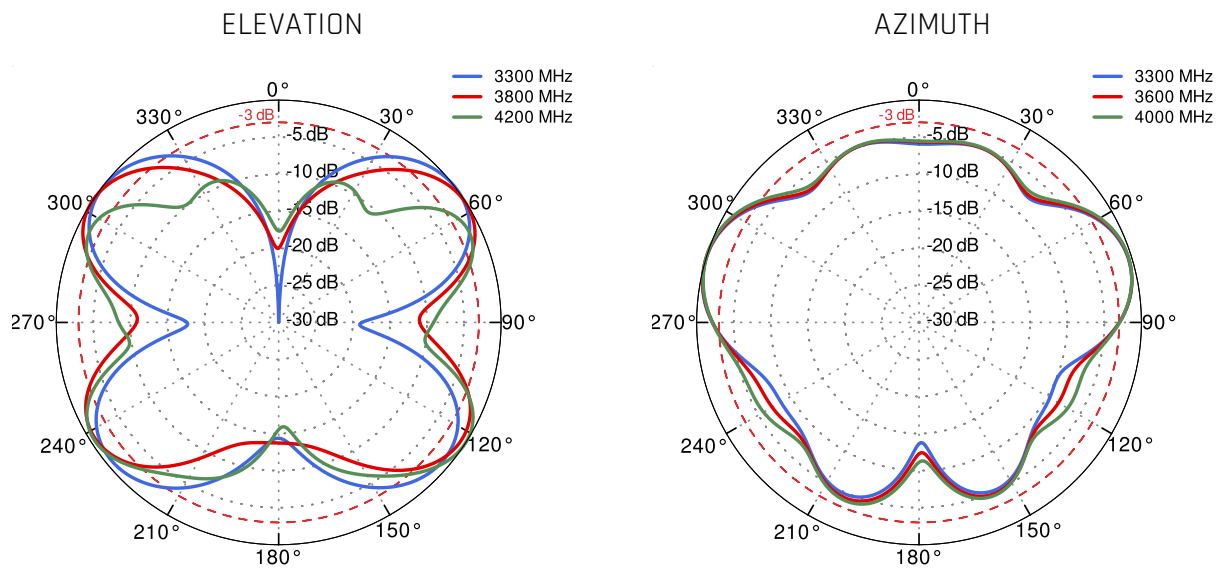 ELEVATION
3300 MHz
3800 MHz
4200 MHz
0°
30°
60°
90°
120°
150°
180°
210°
240°
270°
300°
330°
-3 dB
-5 dB
-10 dB
-15 dB
-20 dB
-25 dB
-30 dB
AZIMUTH
3300 MHz
3600 MHz
4000 MHz
0°
30°
60°
90°
120°
150°
180°
210°
240°
270°
300°
330°
-3 dB
-5 dB
-10 dB
-15 dB
-20 dB
-25 dB
-30 dB